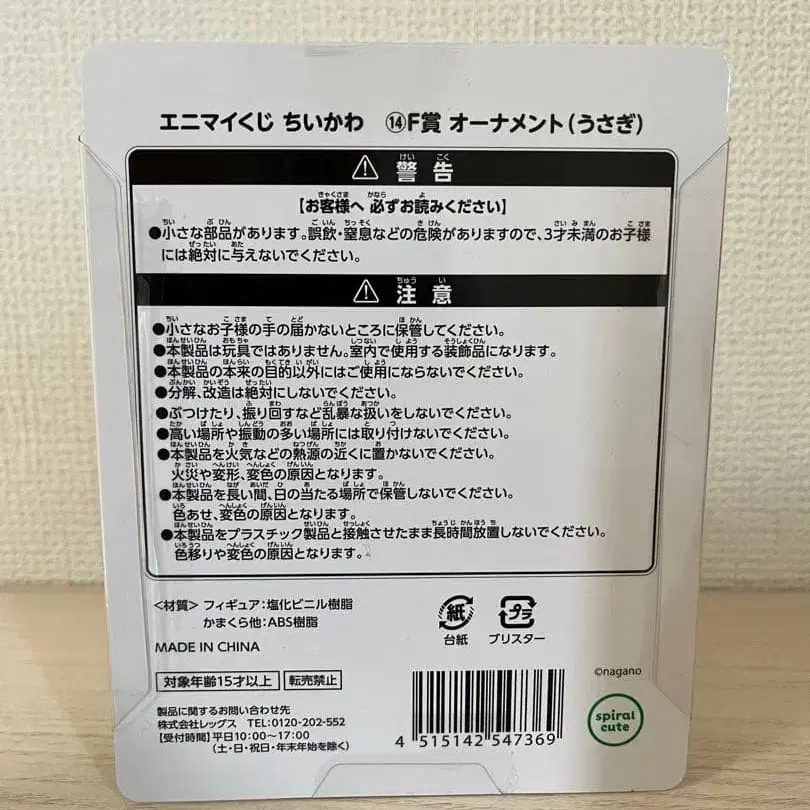 エニマイくじ ちいかわ ⑭F賞 オーナメント(うさぎ)
⚠ 警告
【お客様へ 必ずお読みください】
●小さな部品があります。誤飲・窒息などの危険がありますので、3才未満のお子様
には絶対に与えないでください。
⚠ 注意
●小さなお子様の手の届かないところに保管してください。
●本製品は玩具ではありません。室内で使用する装飾品になります。
●本製品の本来の目的以外にはご使用にならないでください。
●分解、改造は絶対にしないでください。
●ぶつけたり、振り回すなど乱暴な扱いをしないでください。
●高い場所や振動の多い場所には取り付けないでください。
●本製品を火気などの熱源の近くに置かないでください。
火災や変形、変色の原因となります。
●本製品を長い間、日の当たる場所で保管しないでください。
色あせ、変色の原因となります。
●本製品をプラスチック製品と接触させたまま長時間放置しないでください。
色移りや変色の原因となります。
<材質> フィギュア:塩化ビニル樹脂
かまくら他:ABS樹脂
紙
台紙
プラ
ブリスター
MADE IN CHINA
対象年齢15才以上 転売禁止
©nagano
製品に関するお問い合わせ先
株式会社レッグス TEL:0120-202-552
【受付時間】平日10:00~17:00
(土・日・祝日・年末年始を除く)
4 515142 547369
spiral
cute